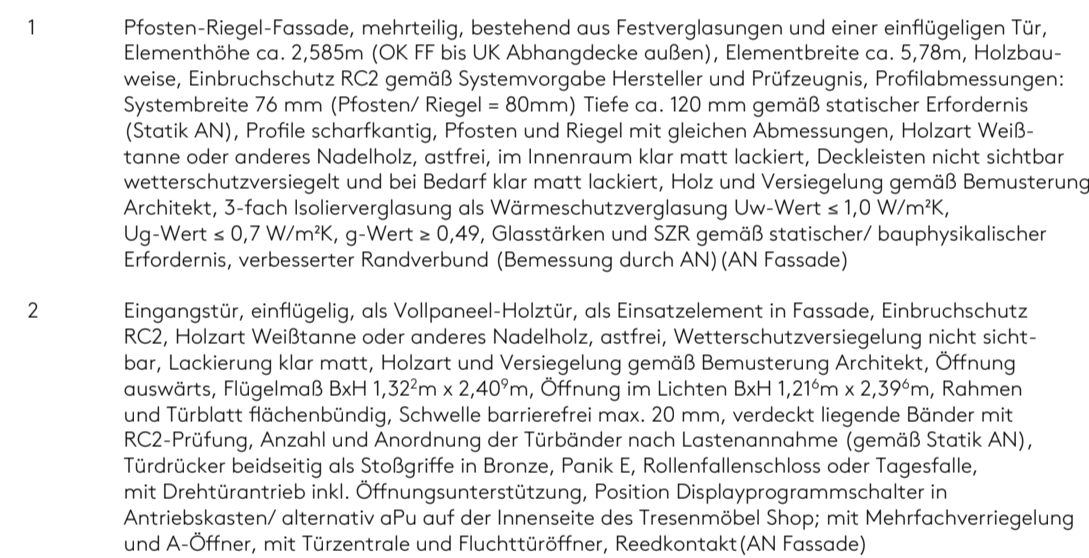 1 Pfosten-Riegel-Fassade, mehrteilig, bestehend aus Festverglasungen und einer einflügeligen Tür,
Elementhöhe ca. 2,585m (OK FF bis UK Abhangdecke außen), Elementbreite ca. 5,78m, Holzbau-
weise, Einbruchschutz RC2 gemäß Systemvorgabe Hersteller und Prüfzeugnis, Profilabmessungen:
Systembreite 76 mm (Pfosten/ Riegel = 80mm) Tiefe ca. 120 mm gemäß statischer Erfordernis
(Statik AN), Profile scharfkantig, Pfosten und Riegel mit gleichen Abmessungen, Holzart Weiß-
tanne oder anderes Nadelholz, astfrei, im Innenraum klar matt lackiert, Deckleisten nicht sichtbar
wetterschutzversiegelt und bei Bedarf klar matt lackiert, Holz und Versiegelung gemäß Bemusterung
Architekt, 3-fach Isolierverglasung als Wärmeschutzverglasung Uw-Wert ≤ 1,0 W/m²K,
Ug-Wert ≤ 0,7 W/m²K, g-Wert ≥ 0,49, Glasstärken und SZR gemäß statischer/ bauphysikalischer
Erfordernis, verbesserter Randverbund (Bemessung durch AN) (AN Fassade)
2 Eingangstür, einflügelig, als Vollpaneel-Holztür, als Einsatzelement in Fassade, Einbruchschutz
RC2, Holzart Weißtanne oder anderes Nadelholz, astfrei, Wetterschutzversiegelung nicht sicht-
bar, Lackierung klar matt, Holzart und Versiegelung gemäß Bemusterung Architekt, Öffnung
auswärts, Flügelmaß BxH 1,32²m x 2,40⁹m, Öffnung im Lichten BxH 1,21⁶m x 2,39⁶m, Rahmen
und Türblatt flächenbündig, Schwelle barrierefrei max. 20 mm, verdeckt liegende Bänder mit
RC2-Prüfung, Anzahl und Anordnung der Türbänder nach Lastenannahme (gemäß Statik AN),
Türdrücker beidseitig als Stoßgriffe in Bronze, Panik E, Rollenfallenschloss oder Tagesfalle,
mit Drehtürantrieb inkl. Öffnungsunterstützung, Position Displayprogrammschalter in
Antriebskasten/ alternativ aPu auf der Innenseite des Tresenmöbel Shop; mit Mehrfachverriegelung
und A-Öffner, mit Türzentrale und Fluchttüröffner, Reedkontakt (AN Fassade)